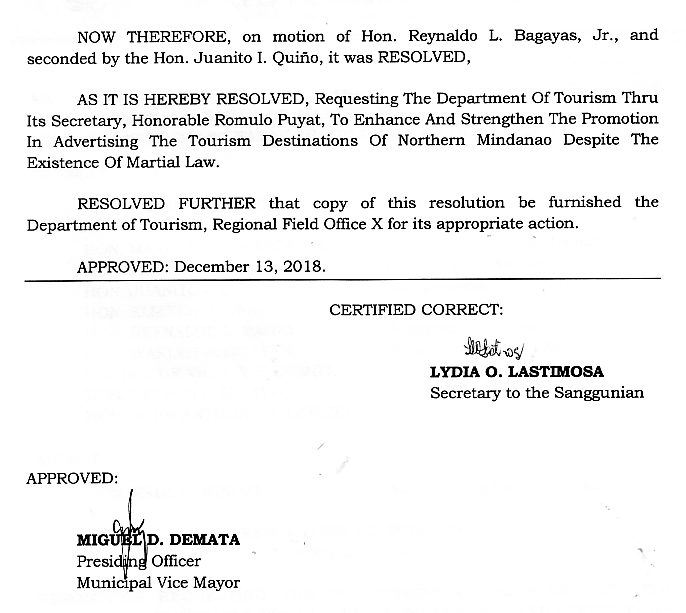 NOW THEREFORE, on motion of Hon. Reynaldo L. Bagayas, Jr., and
seconded by the Hon. Juanito I. Quiño, it was RESOLVED,
AS IT IS HEREBY RESOLVED, Requesting The Department Of Tourism Thru
Its Secretary, Honorable Romulo Puyat, To Enhance And Strengthen The Promotion
In Advertising The Tourism Destinations Of Northern Mindanao Despite The
Existence Of Martial Law.
RESOLVED FURTHER that copy of this resolution be furnished the
Department of Tourism, Regional Field Office X for its appropriate action.
APPROVED: December 13, 2018.
CERTIFIED CORRECT:
LYDIA O. LASTIMOSA
Secretary to the Sanggunian
APPROVED:
MIGUEL D. DEMATA
Presiding Officer
Municipal Vice Mayor